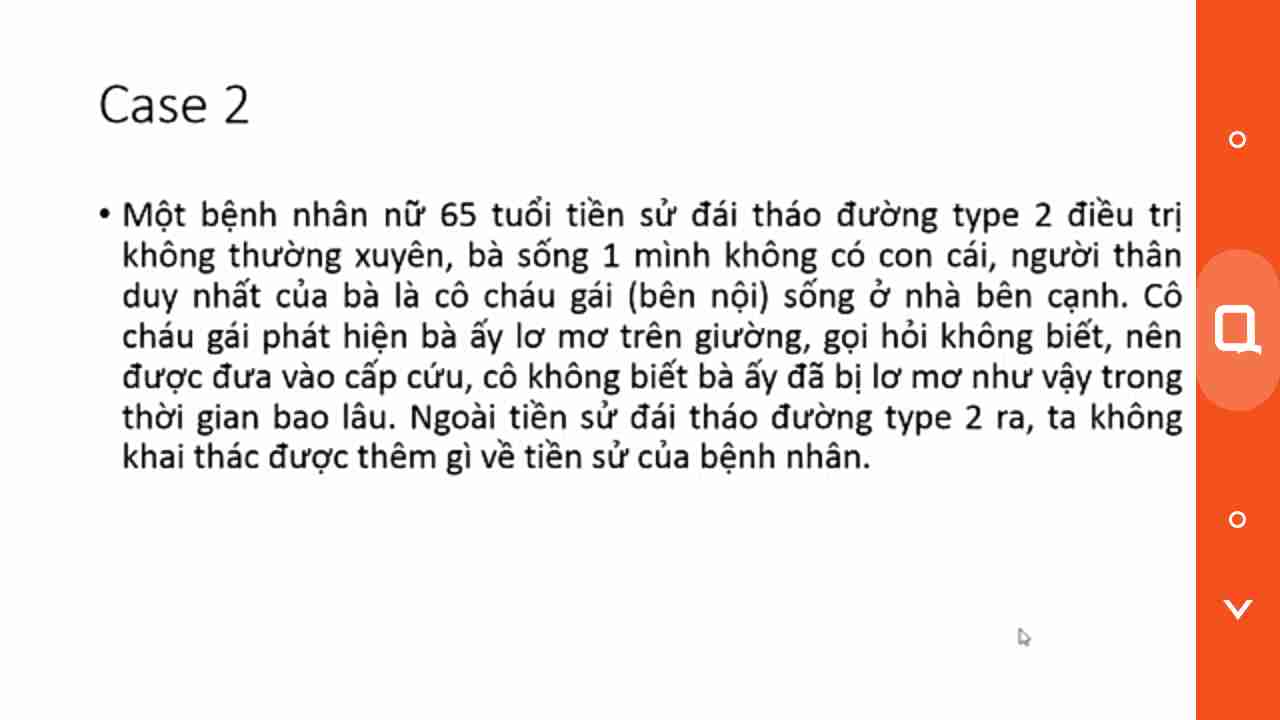 Case 2
• Một bệnh nhân nữ 65 tuổi tiền sử đái tháo đường type 2 điều trị
không thường xuyên, bà sống 1 mình không có con cái, người thân
duy nhất của bà là cô cháu gái (bên nội) sống ở nhà bên cạnh. Cô
cháu gái phát hiện bà ấy lơ mơ trên giường, gọi hỏi không biết, nên
được đưa vào cấp cứu, cô không biết bà ấy đã bị lơ mơ như vậy trong
thời gian bao lâu. Ngoài tiền sử đái tháo đường type 2 ra, ta không
khai thác được thêm gì về tiền sử của bệnh nhân.